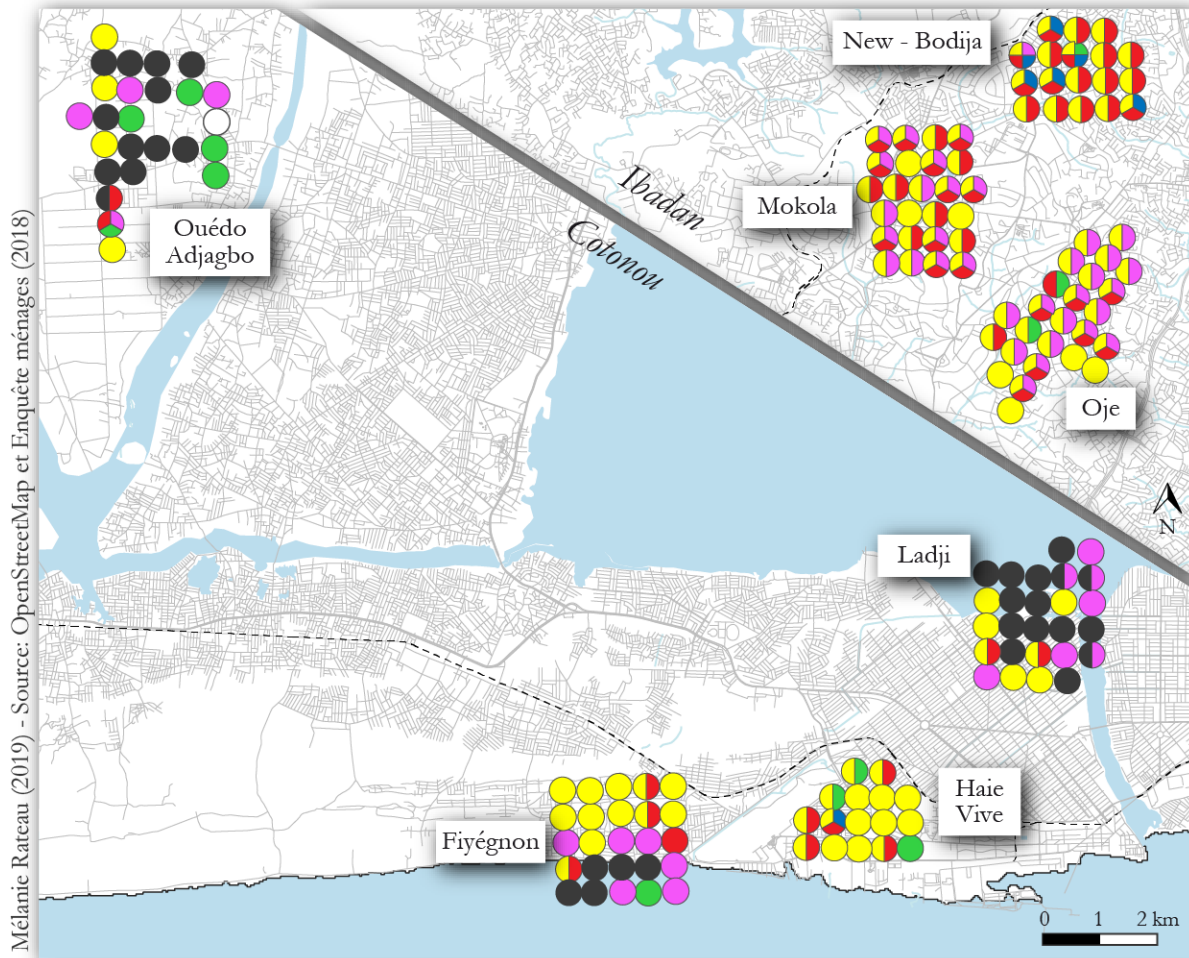 New - Bodija
Mokola
Ibadan
Cotonou
Ouédo
Adjagbo
Oje
N
Ladji
Haie
Vive
Fiyégnon
0 1 2 km
Mélanie Rateau (2019) - Source: OpenStreetMap et Enquête ménages (2018)